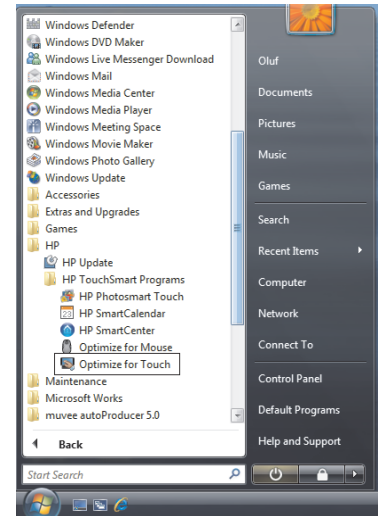 Windows Defender
Windows DVD Maker
Windows Live Messenger Download
Windows Mail
Windows Media Center
Windows Media Player
Windows Meeting Space
Windows Movie Maker
Windows Photo Gallery
Windows Update
Accessories
Extras and Upgrades
Games
HP
HP Update
HP TouchSmart Programs
HP Photosmart Touch
HP SmartCalendar
HP SmartCenter
Optimize for Mouse
Optimize for Touch
Maintenance
Microsoft Works
muvee autoProducer 5.0
Back
Start Search
Oluf
Documents
Pictures
Music
Games
Search
Recent Items
Computer
Network
Connect To
Control Panel
Default Programs
Help and Support